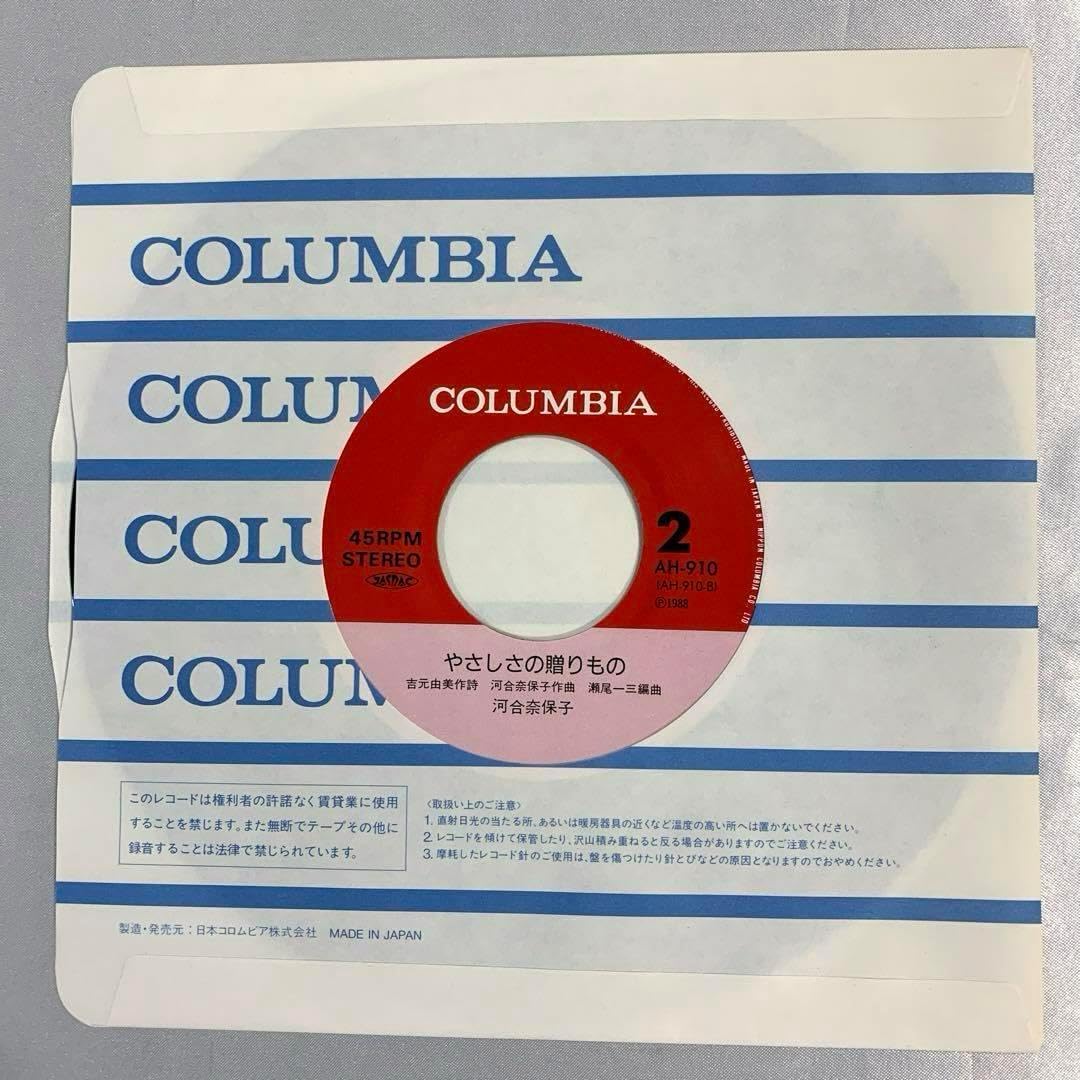 COLUMBIA
COLUM
COLU
COLUM
COLUMBIA
45RPM
STEREO
JASRAC
2
AH-910
(AH-910-B)
Ⓟ1988
RECORD PROHIBITED. MADE IN JAPAN BY NIPPON COLUMBIA CO., LTD
やさしさの贈りもの
吉元由美作詩 河合奈保子作曲 瀬尾一三編曲
河合奈保子
このレコードは権利者の許諾なく賃貸業に使用
することを禁じます。また無断でテープその他に
録音することは法律で禁じられています。
〈取扱い上のご注意〉
1. 直射日光の当たる所、あるいは暖房器具の近くなど温度の高い所へは置かないでください。
2. レコードを傾けて保管したり、沢山積み重ねると反る場合がありますのでご注意ください。
3. 摩耗したレコード針のご使用は、盤を傷つけたり針とびなどの原因となりますのでおやめください。
製造・発売元：日本コロムビア株式会社 MADE IN JAPAN